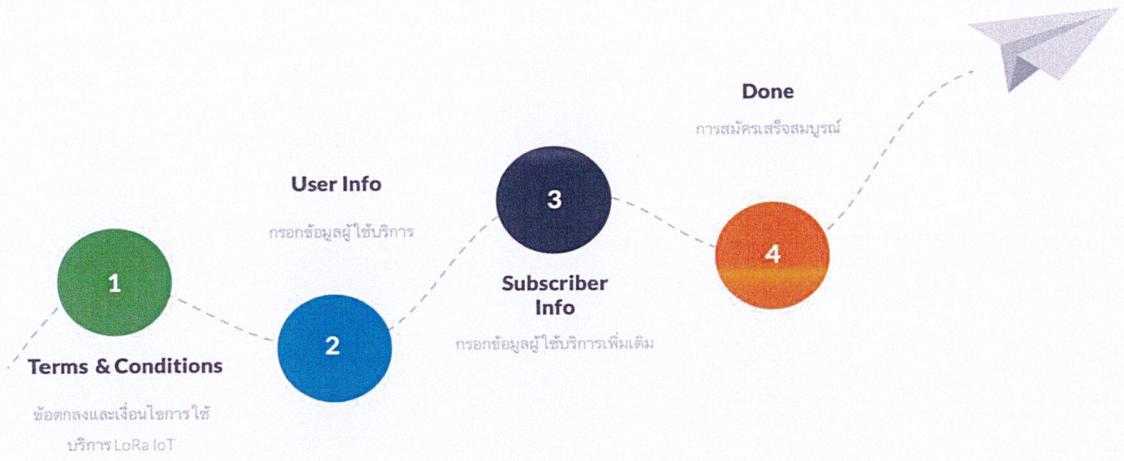 1
Terms & Conditions
ข้อตกลงและเงื่อนไขการใช้
บริการ LoRa IoT
User Info
กรอกข้อมูลผู้ใช้บริการ
2
3
Subscriber
Info
กรอกข้อมูลผู้ใช้บริการเพิ่มเติม
Done
การสมัครเสร็จสมบูรณ์
4